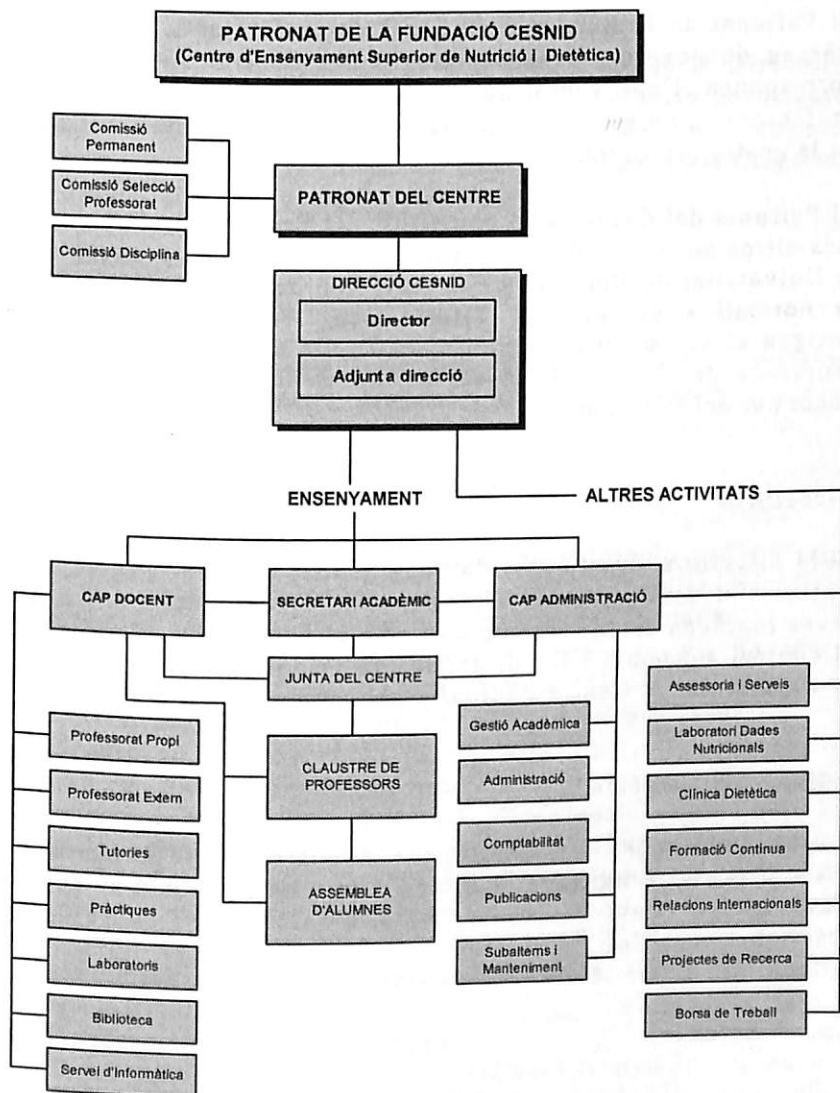 PATRONAT DE LA FUNDACIÓ CESNID
(Centre d'Ensenyament Superior de Nutrició i Dietètica)
Comissió
Permanent
Comissió Selecció
Professorat
Comissió Disciplina
PATRONAT DEL CENTRE
DIRECCIÓ CESNID
Director
Adjunt a direcció
ENSENYAMENT
ALTRES ACTIVITATS
CAP DOCENT
SECRETARI ACADÈMIC
CAP ADMINISTRACIÓ
JUNTA DEL CENTRE
CLAUSTRE DE
PROFESSORS
ASSEMBLEA
D'ALUMNES
Professorat Propi
Professorat Extern
Tutories
Pràctiques
Laboratoris
Biblioteca
Servei d'Informàtica
Gestió Acadèmica
Administració
Comptabilitat
Publicacions
Subalterns i
Manteniment
Assessoria i Serveis
Laboratori Dades
Nutricionals
Clínica Dietètica
Formació Continua
Relacions Internacionals
Projectes de Recerca
Borsa de Treball